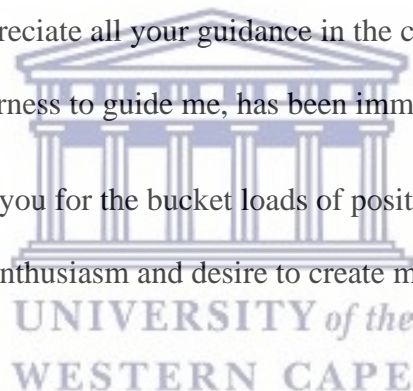 reciate all your guidance in the c
rness to guide me, has been imm
you for the bucket loads of posit
nthusiasm and desire to create m
UNIVERSITY of the
WESTERN CAPE